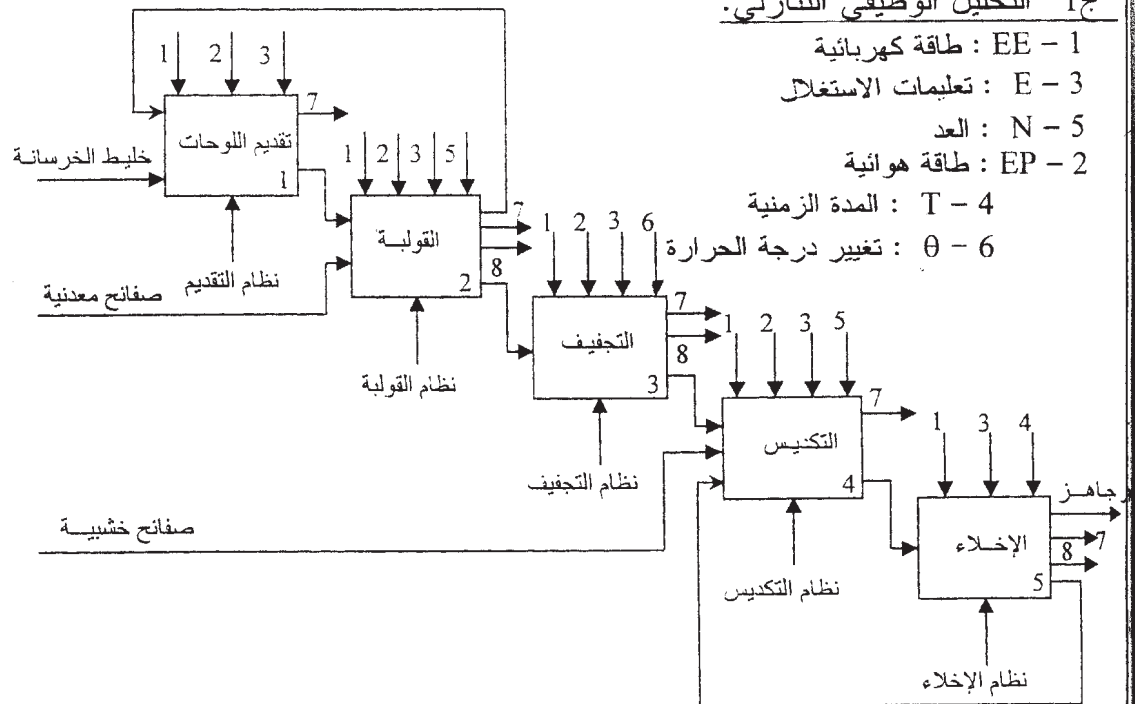 ج1 التحليل الوظيفي التنازلي:
1 – EE : طاقة كهربائية
3 – E : تعليمات الاستغلال
5 – N : العد
2 – EP : طاقة هوائية
4 – T : المدة الزمنية
6 – θ : تغيير درجة الحرارة
1 2 3
7
تقديم اللوحات
1
خليط الخرسانة
نظام التقديم
1 2 3 5
7
القولبة
8
2
صفائح معدنية
نظام القولبة
1 2 3 6
7
التجفيف
8
3
نظام التجفيف
1 2 3 5
7
التكديس
4
صفائح خشبية
نظام التكديس
1 3 4
جاهز
7
8
الإخلاء
5
نظام الإخلاء